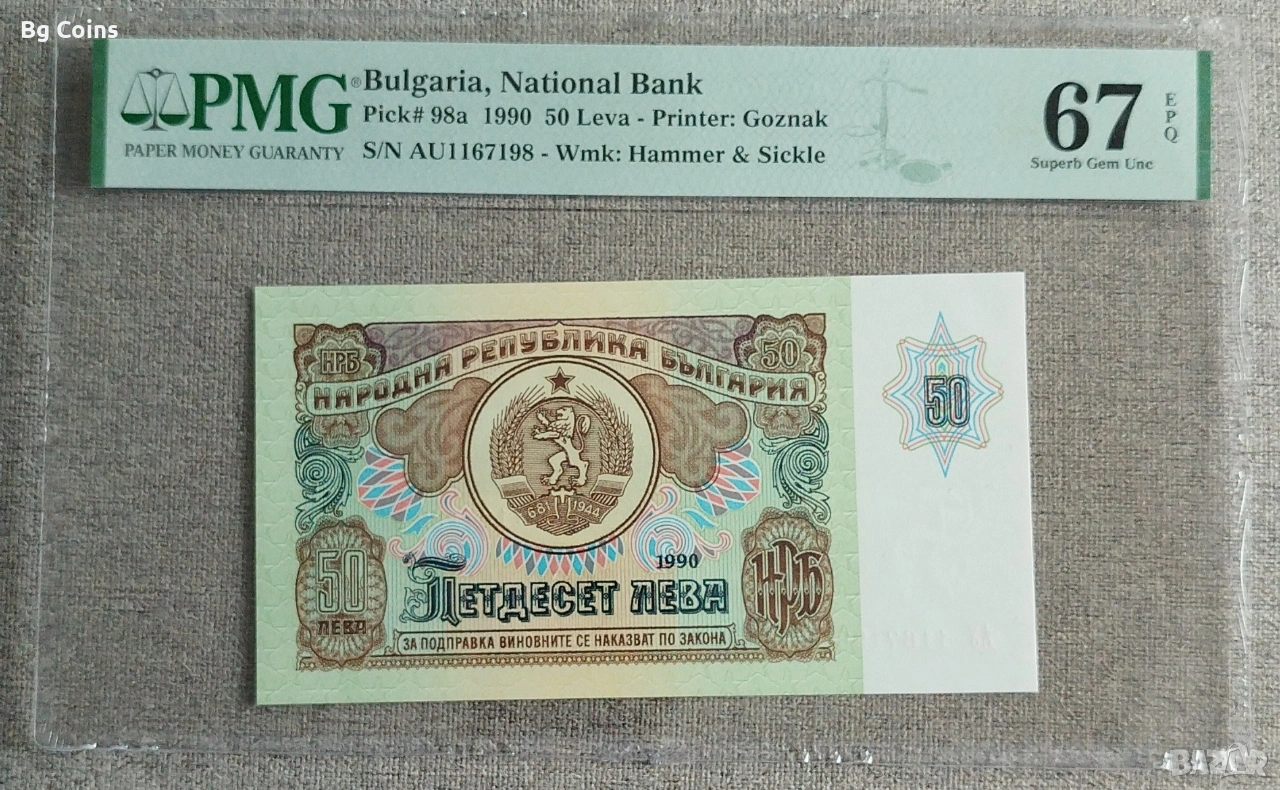 Bg Coins
PMG®
PAPER MONEY GUARANTY
Bulgaria, National Bank
Pick# 98a 1990 50 Leva - Printer: Goznak
S/N AU1167198 - Wmk: Hammer & Sickle
67 EPQ
Superb Gem Unc
НРБ
50
НАРОДНА РЕПУБЛИКА БЪЛГАРИЯ
50
681 1944
1990
50
ЛЕВА
ПЕТДЕСЕТ ЛЕВА
НРБ
ЗА ПОДПРАВКА ВИНОВНИТЕ СЕ НАКАЗВАТ ПО ЗАКОНА
BAZAR